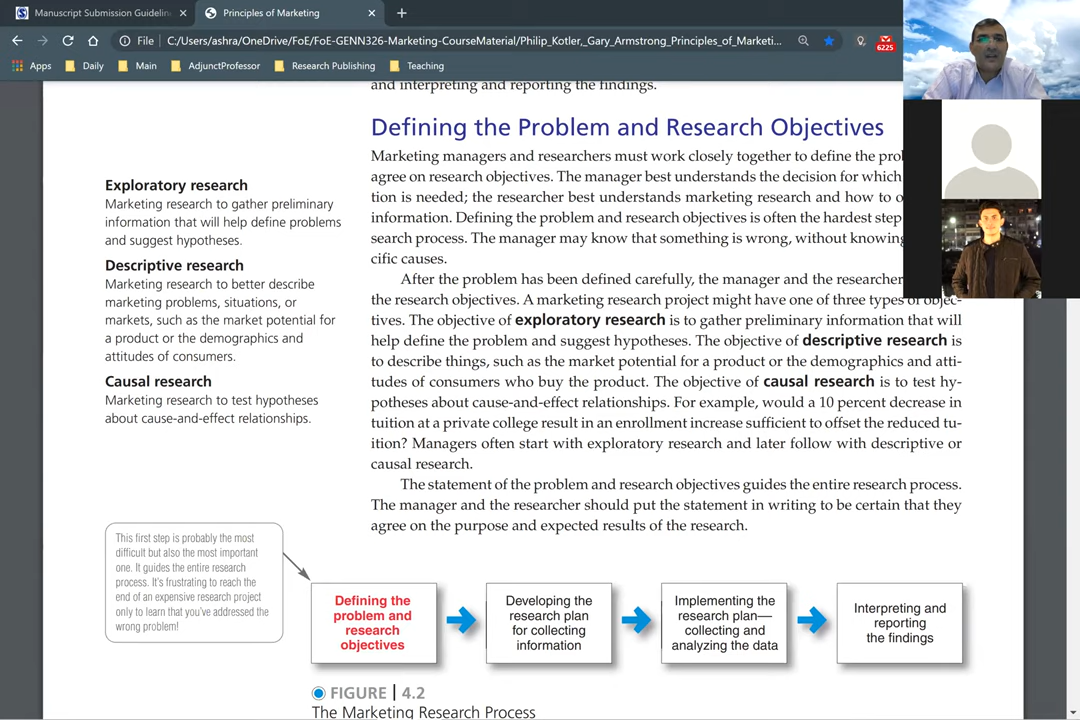 Manuscript Submission Guidelin
Principles of Marketing
File
C:/Users/ashra/OneDrive/FoE/FoE-GENN326-Marketing-CourseMaterial/Philip_Kotler,_Gary_Armstrong_Principles_of_Marketi...
6225
Apps
Daily
Main
AdjunctProfessor
Research Publishing
Teaching
and interpreting and reporting the findings.
Defining the Problem and Research Objectives
Marketing managers and researchers must work closely together to define the
agree on research objectives. The manager best understands the decision for which
tion is needed; the researcher best understands marketing research and how to
information. Defining the problem and research objectives is often the hardest step
search process. The manager may know that something is wrong, without knowing
cific causes.
After the problem has been defined carefully, the manager and the researcher
the research objectives. A marketing research project might have one of three types of objec-
tives. The objective of exploratory research is to gather preliminary information that will
help define the problem and suggest hypotheses. The objective of descriptive research is
to describe things, such as the market potential for a product or the demographics and atti-
tudes of consumers who buy the product. The objective of causal research is to test hy-
potheses about cause-and-effect relationships. For example, would a 10 percent decrease in
tuition at a private college result in an enrollment increase sufficient to offset the reduced tu-
ition? Managers often start with exploratory research and later follow with descriptive or
causal research.
The statement of the problem and research objectives guides the entire research process.
The manager and the researcher should put the statement in writing to be certain that they
agree on the purpose and expected results of the research.
Exploratory research
Marketing research to gather preliminary
information that will help define problems
and suggest hypotheses.
Descriptive research
Marketing research to better describe
marketing problems, situations, or
markets, such as the market potential for
a product or the demographics and
attitudes of consumers.
Causal research
Marketing research to test hypotheses
about cause-and-effect relationships.
This first step is probably the most
difficult but also the most important
one. It guides the entire research
process. It's frustrating to reach the
end of an expensive research project
only to learn that you've addressed the
wrong problem!
Defining the
problem and
research
objectives
Developing the
research plan
for collecting
information
Implementing the
research plan—
collecting and
analyzing the data
Interpreting and
reporting
the findings
FIGURE | 4.2
The Marketing Research Process